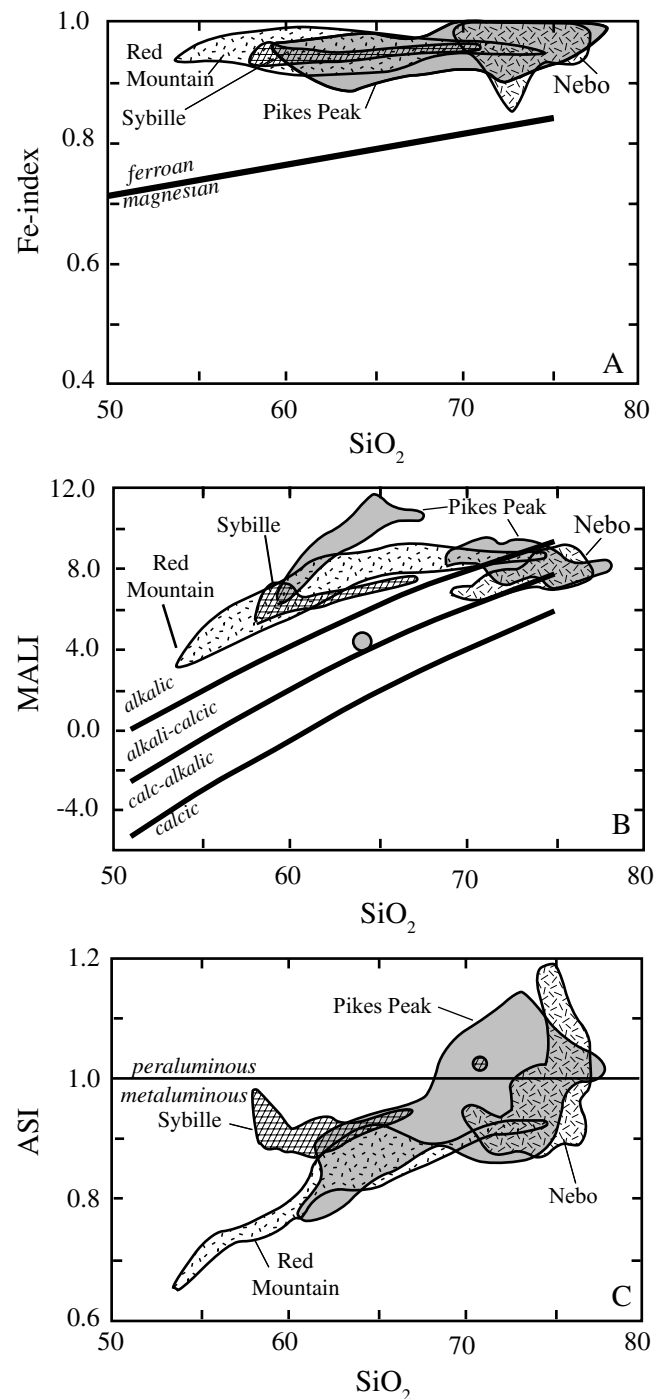 1.0
Red
Mountain
Sybille
Pikes Peak
Nebo
0.8
ferroan
magnesian
Fe-index
0.6
0.4
A
50
60
70
80
SiO₂
12.0
Sybille
Pikes Peak
Nebo
Red
Mountain
8.0
4.0
MALI
alkalic
0.0
alkali-calcic
calc-alkalic
-4.0
calcic
B
50
60
70
80
SiO₂
1.2
Pikes Peak
peraluminous
1.0
metaluminous
Sybille
ASI
Nebo
0.8
Red
Mountain
C
0.6
50
60
70
80
SiO₂